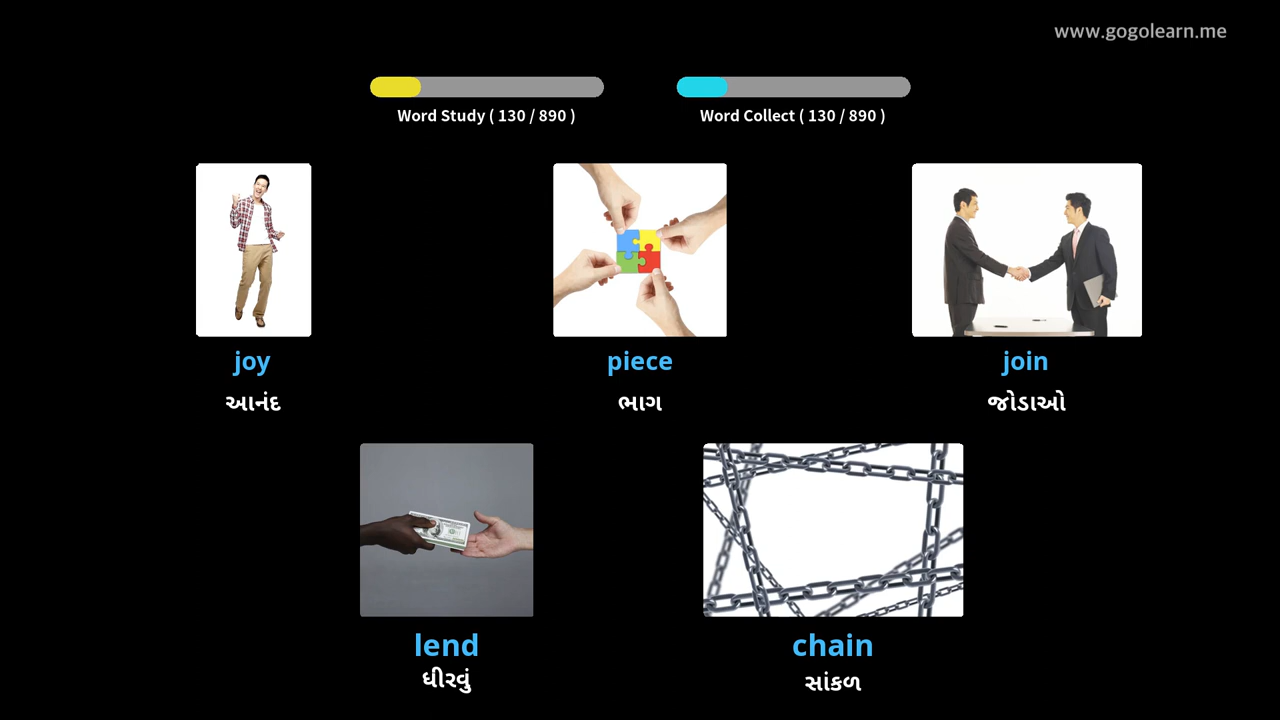 www.gogolearn.me
Word Study ( 130 / 890 )
Word Collect ( 130 / 890 )
joy
આનંદ
piece
ભાગ
join
જોડાઓ
lend
ધીરવું
chain
સાંકળ